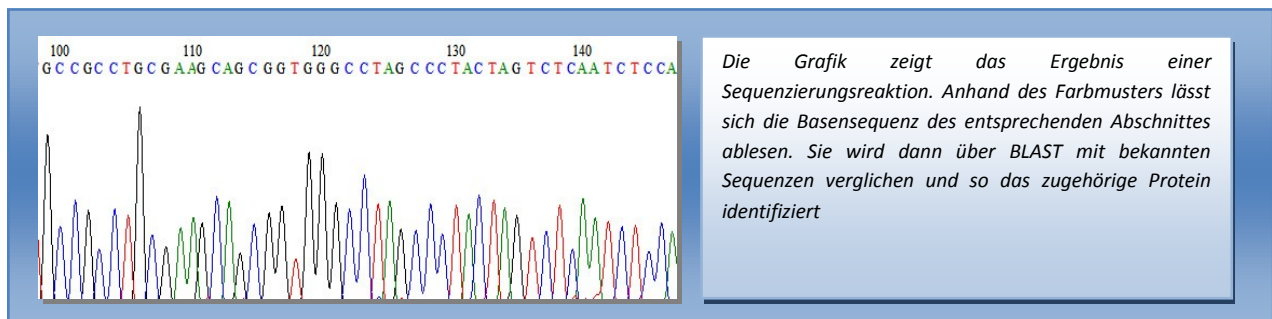 100 110 120 130 140
GCCGCCTGCGAAGCAGCGGTGGGCCTAGCCCTACTAGTCTCAATCTCCA
Die Grafik zeigt das Ergebnis einer
Sequenzierungsreaktion. Anhand des Farbmusters lässt
sich die Basensequenz des entsprechenden Abschnittes
ablesen. Sie wird dann über BLAST mit bekannten
Sequenzen verglichen und so das zugehörige Protein
identifiziert